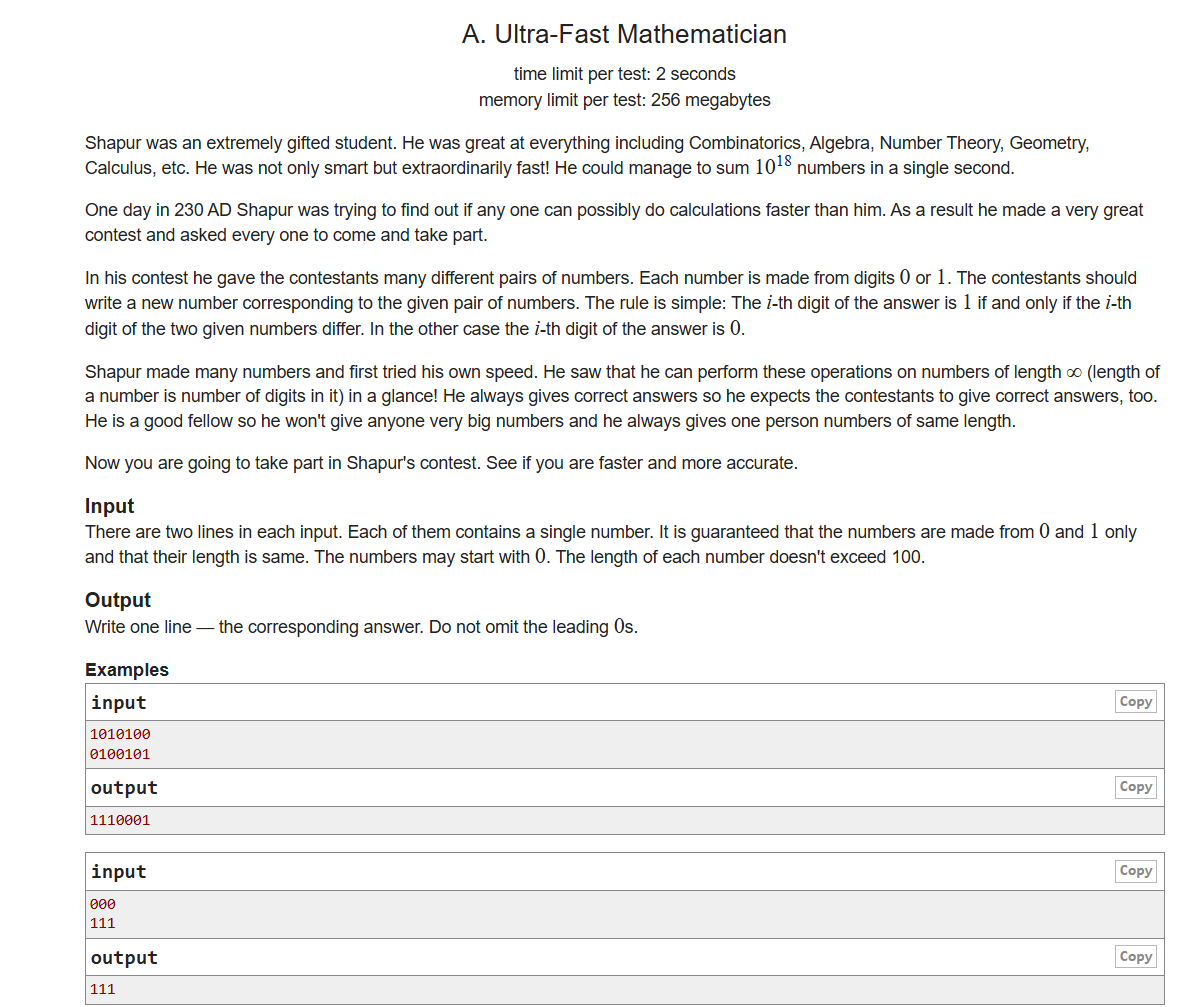 A. Ultra-Fast Mathematician
time limit per test: 2 seconds
memory limit per test: 256 megabytes
Shapur was an extremely gifted student. He was great at everything including Combinatorics, Algebra, Number Theory, Geometry,
Calculus, etc. He was not only smart but extraordinarily fast! He could manage to sum 10^18 numbers in a single second.
One day in 230 AD Shapur was trying to find out if any one can possibly do calculations faster than him. As a result he made a very great
contest and asked every one to come and take part.
In his contest he gave the contestants many different pairs of numbers. Each number is made from digits 0 or 1. The contestants should
write a new number corresponding to the given pair of numbers. The rule is simple: The i-th digit of the answer is 1 if and only if the i-th
digit of the two given numbers differ. In the other case the i-th digit of the answer is 0.
Shapur made many numbers and first tried his own speed. He saw that he can perform these operations on numbers of length ∞ (length of
a number is number of digits in it) in a glance! He always gives correct answers so he expects the contestants to give correct answers, too.
He is a good fellow so he won't give anyone very big numbers and he always gives one person numbers of same length.
Now you are going to take part in Shapur's contest. See if you are faster and more accurate.
Input
There are two lines in each input. Each of them contains a single number. It is guaranteed that the numbers are made from 0 and 1 only
and that their length is same. The numbers may start with 0. The length of each number doesn't exceed 100.
Output
Write one line — the corresponding answer. Do not omit the leading 0s.
Examples
input Copy
1010100
0100101
output Copy
1110001
input Copy
000
111
output Copy
111